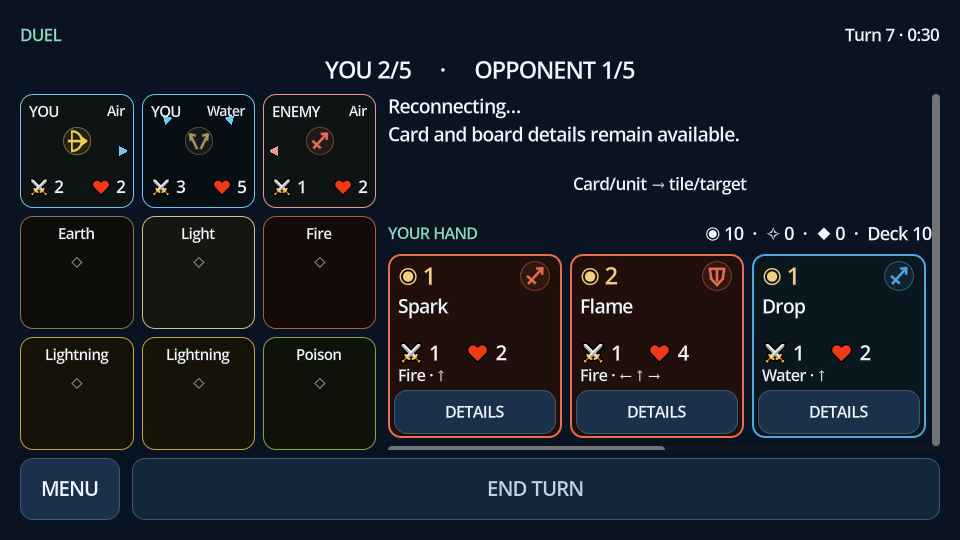 DUEL
Turn 7 · 0:30
YOU 2/5 · OPPONENT 1/5
YOU Air
2 2
YOU Water
3 5
ENEMY Air
1 2
Earth
Light
Fire
Lightning
Lightning
Poison
Reconnecting...
Card and board details remain available.
Card/unit → tile/target
YOUR HAND
◉ 10 · ✧ 0 · ◆ 0 · Deck 10
◉ 1
Spark
1 2
Fire · ↑
DETAILS
◉ 2
Flame
1 4
Fire · ← ↑ →
DETAILS
◉ 1
Drop
1 2
Water · ↑
DETAILS
MENU
END TURN